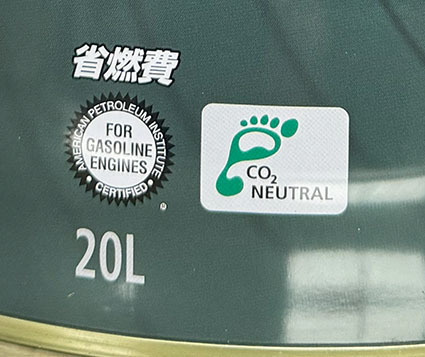 省燃費
AMERICAN PETROLEUM INSTITUTE
FOR
GASOLINE
ENGINES
· CERTIFIED ·
®
CO₂
NEUTRAL
20L